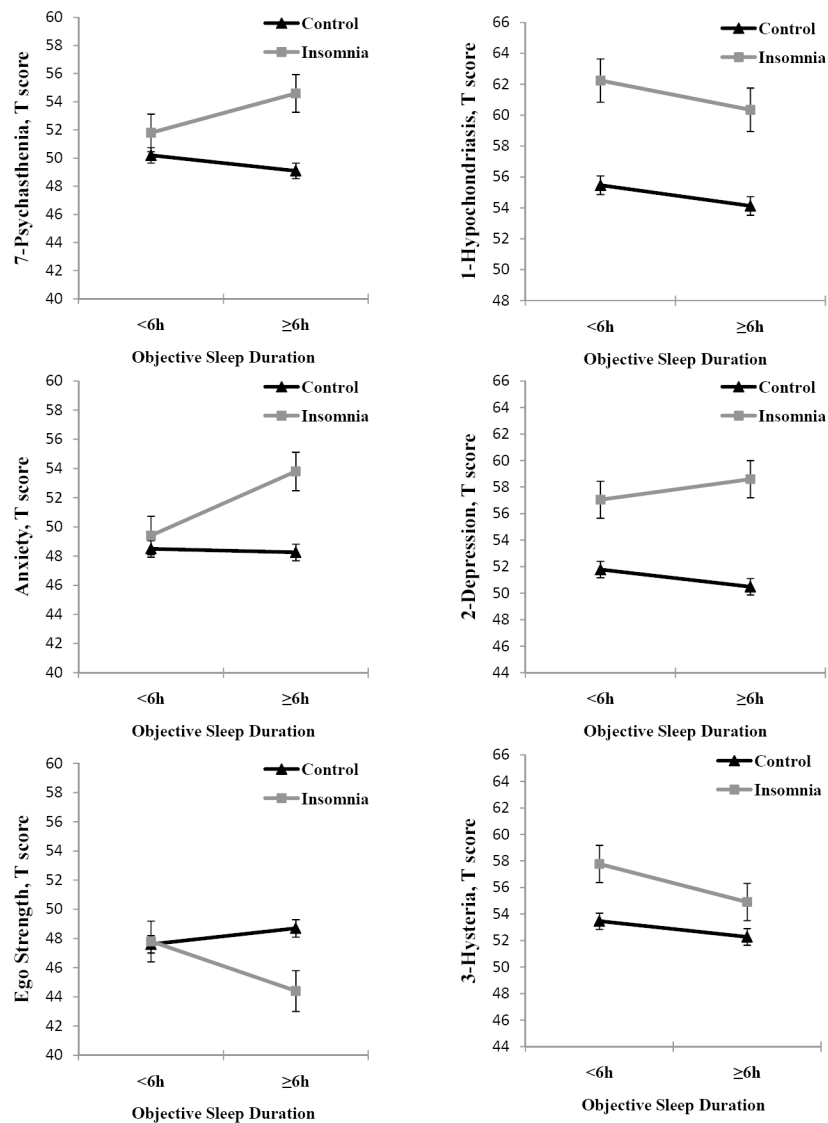 60
58
56
54
52
50
48
46
44
42
40
7-Psychasthenia, T score
Control
Insomnia
<6h ≥6h
Objective Sleep Duration
66
64
62
60
58
56
54
52
50
48
1-Hypochondriasis, T score
Control
Insomnia
<6h ≥6h
Objective Sleep Duration
60
58
56
54
52
50
48
46
44
42
40
Anxiety, T score
Control
Insomnia
<6h ≥6h
Objective Sleep Duration
66
64
62
60
58
56
54
52
50
48
46
44
2-Depression, T score
Control
Insomnia
<6h ≥6h
Objective Sleep Duration
60
58
56
54
52
50
48
46
44
42
40
Ego Strength, T score
Control
Insomnia
<6h ≥6h
Objective Sleep Duration
66
64
62
60
58
56
54
52
50
48
46
44
3-Hysteria, T score
Control
Insomnia
<6h ≥6h
Objective Sleep Duration